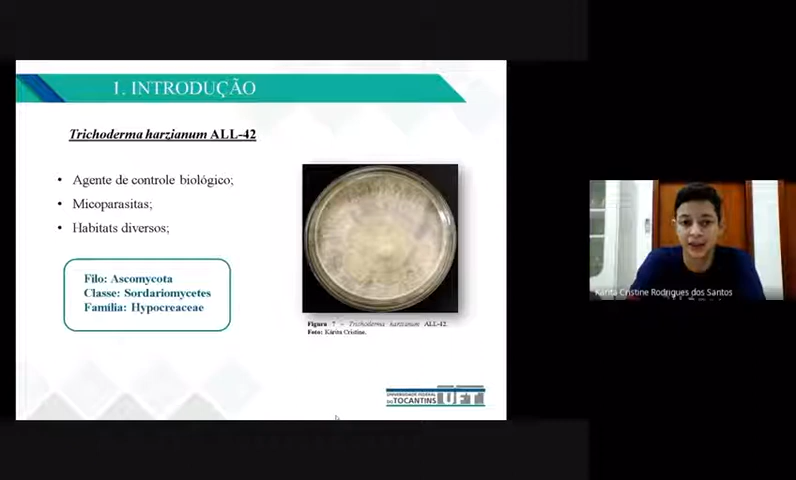 1. INTRODUÇÃO
Trichoderma harzianum ALL-42
• Agente de controle biológico;
• Micoparasitas;
• Habitats diversos;
Filo: Ascomycota
Classe: Sordariomycetes
Família: Hypocreaceae
Figura 7 – Trichoderma harzianum ALL-42.
Foto: Kárita Cristine.
UNIVERSIDADE FEDERAL
DO TOCANTINS
UFT
Kárita Cristine Rodrigues dos Santos